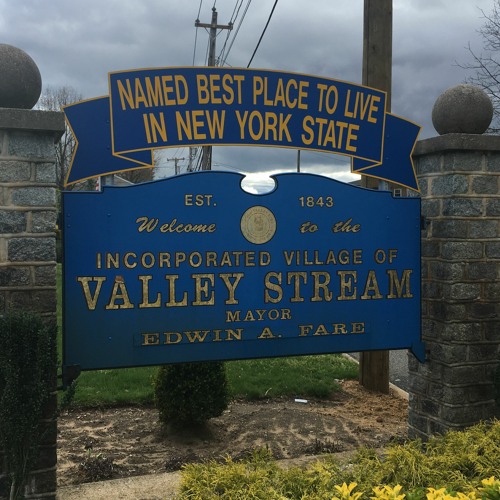 NAMED BEST PLACE TO LIVE
IN NEW YORK STATE
EST. 1843
Welcome to the
INCORPORATED VILLAGE OF
VALLEY STREAM
MAYOR
EDWIN A. FARE